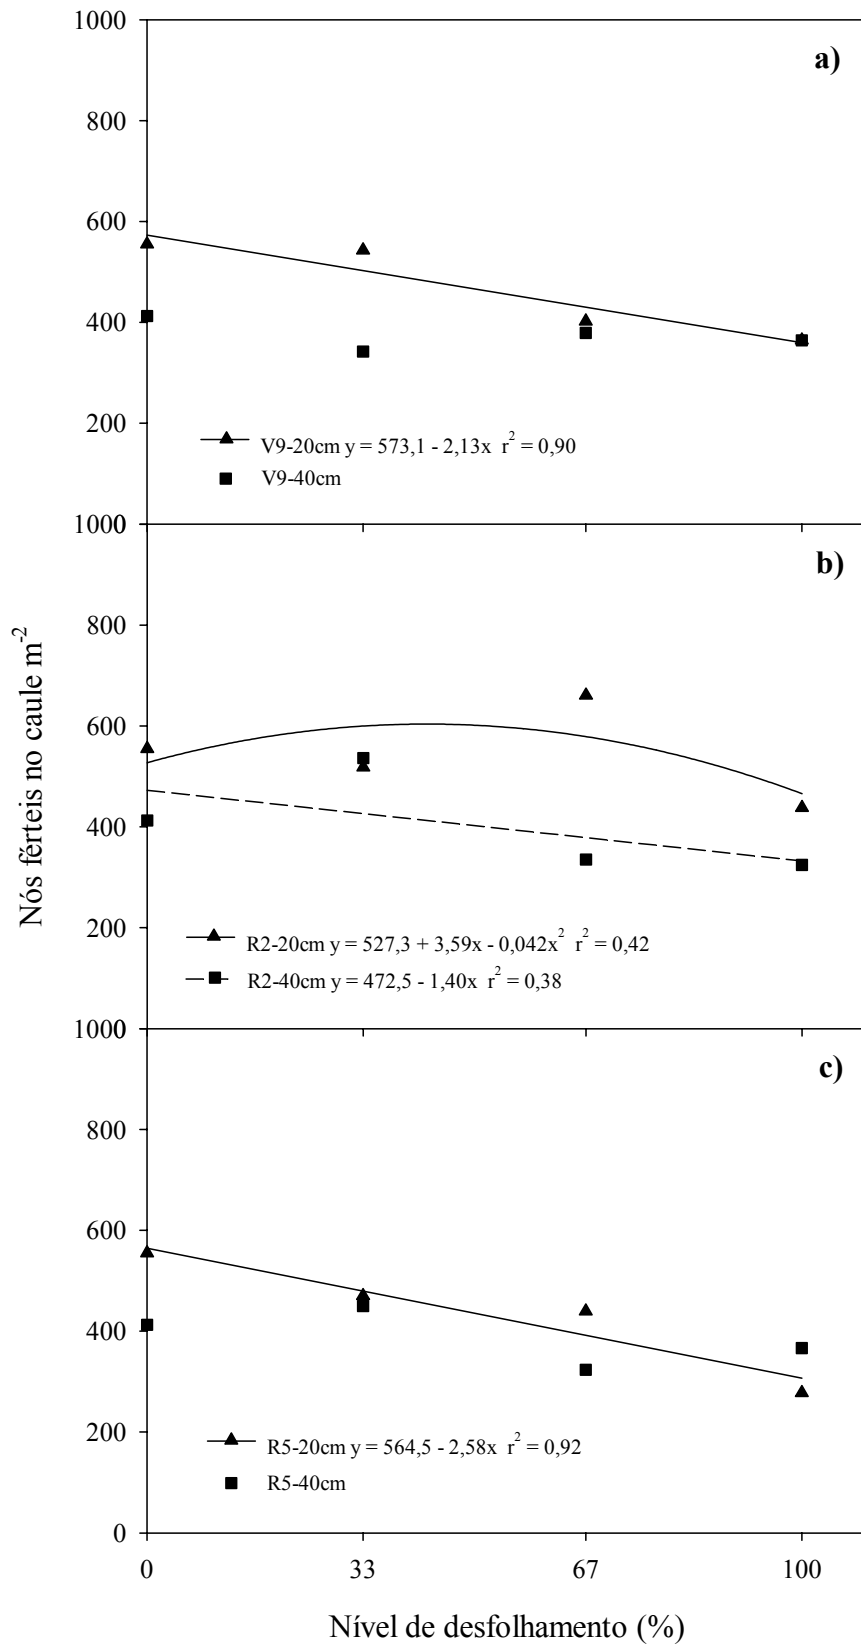 1000
a)
800
600
400
200
V9-20cm y = 573,1 - 2,13x r² = 0,90
V9-40cm
1000
b)
800
600
400
200
R2-20cm y = 527,3 + 3,59x - 0,042x² r² = 0,42
R2-40cm y = 472,5 - 1,40x r² = 0,38
1000
c)
800
600
400
200
0
R5-20cm y = 564,5 - 2,58x r² = 0,92
R5-40cm
0 33 67 100
Nível de desfolhamento (%)
Nós férteis no caule m⁻²